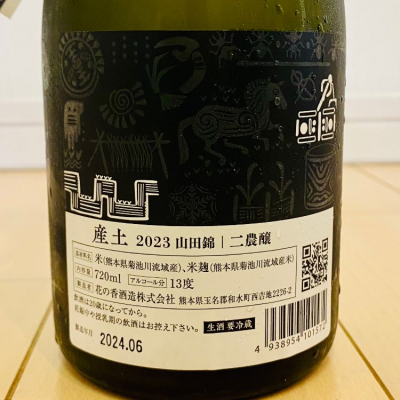 産土 2023 山田錦|二農醸
原材料名 米(熊本県菊池川流域産)、米麹(熊本県菊池川流域産米)
内容量 720ml アルコール分 13度
製造者 花の香酒造株式会社 熊本県玉名郡和水町西吉地2226-2
飲酒は20歳になってから。
妊娠中や授乳期の飲酒はお控え下さい。
生酒 要冷蔵
製造年月 2024.06
4 938954 101572